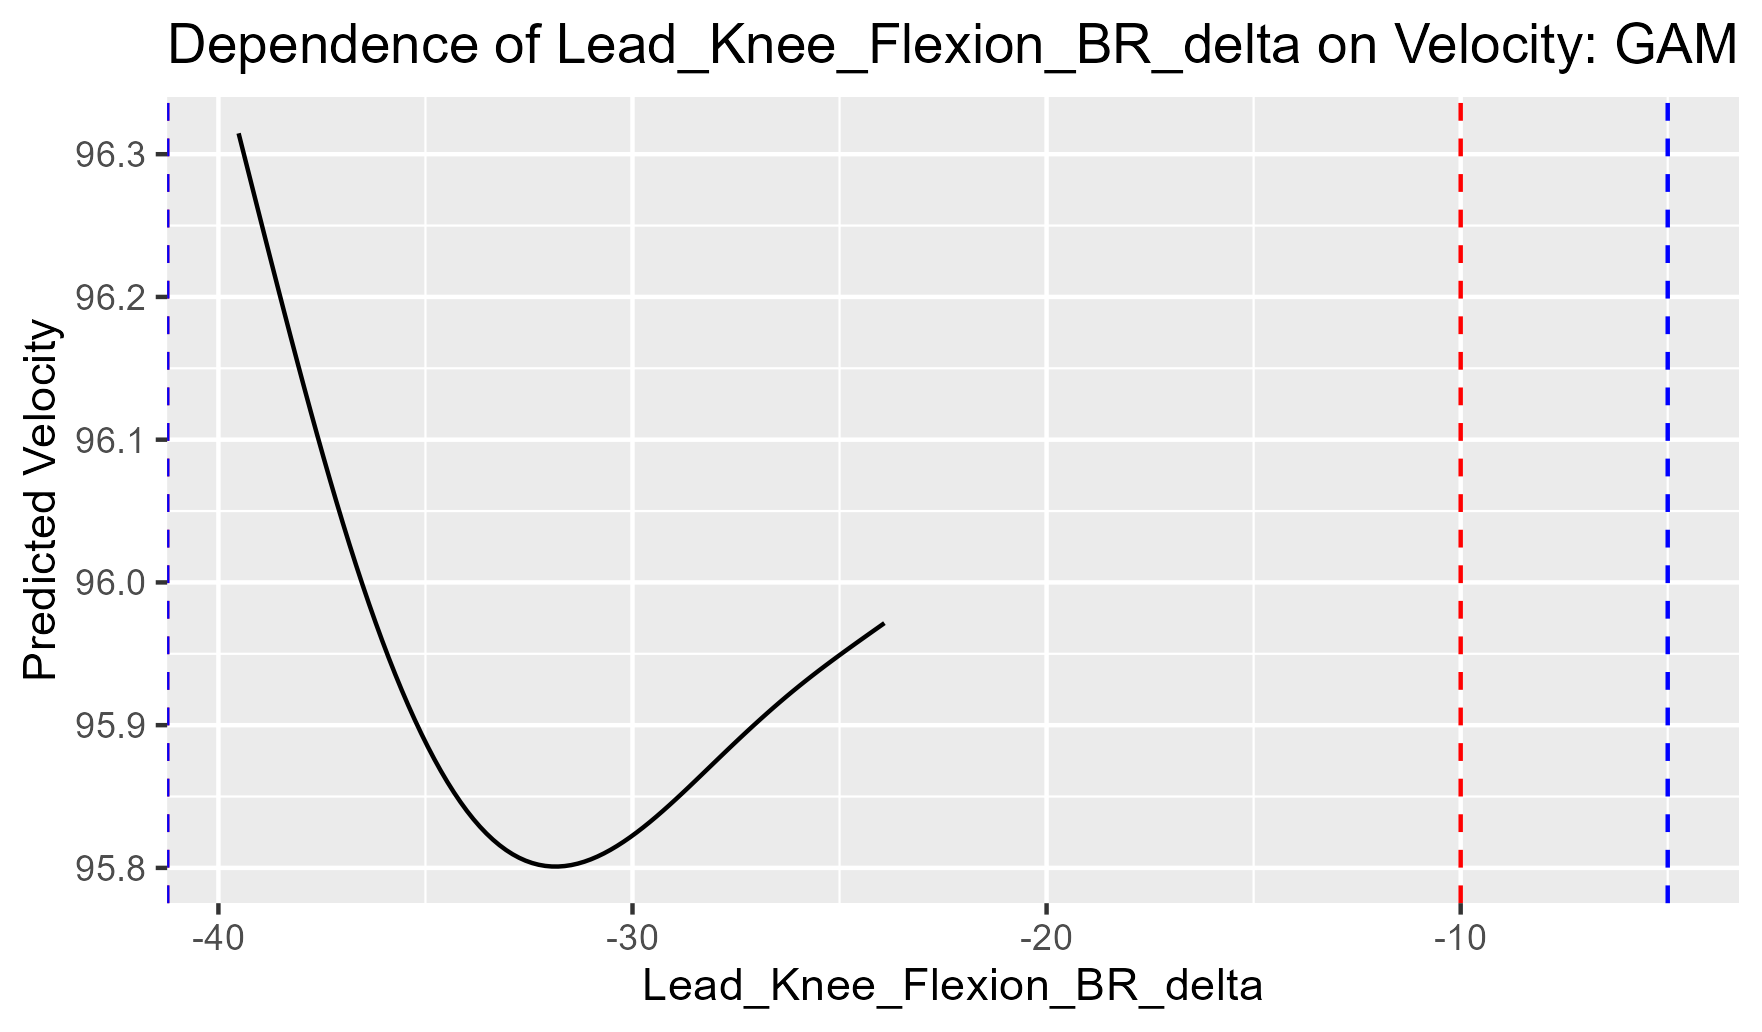 Dependence of Lead_Knee_Flexion_BR_delta on Velocity: GAM
Predicted Velocity
96.3
96.2
96.1
96.0
95.9
95.8
-40 -30 -20 -10
Lead_Knee_Flexion_BR_delta